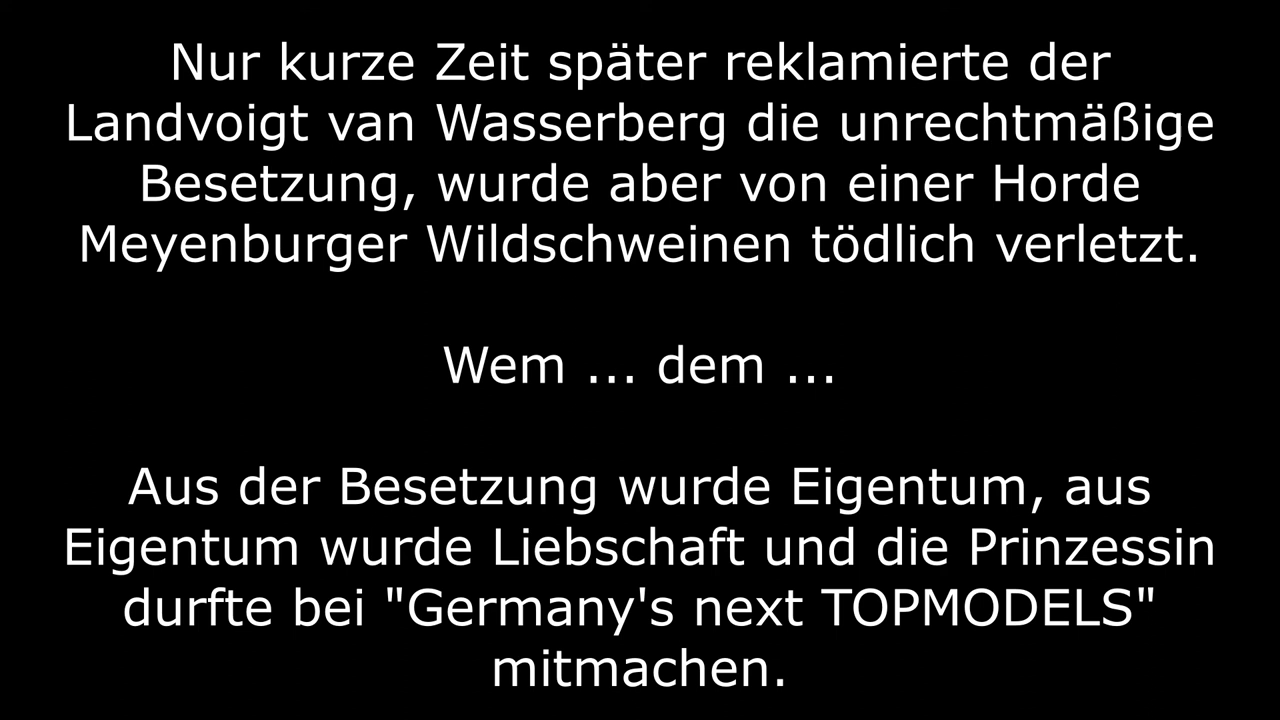 Nur kurze Zeit später reklamierte der
Landvoigt van Wasserberg die unrechtmäßige
Besetzung, wurde aber von einer Horde
Meyenburger Wildschweinen tödlich verletzt.
Wem ... dem ...
Aus der Besetzung wurde Eigentum, aus
Eigentum wurde Liebschaft und die Prinzessin
durfte bei "Germany's next TOPMODELS"
mitmachen.